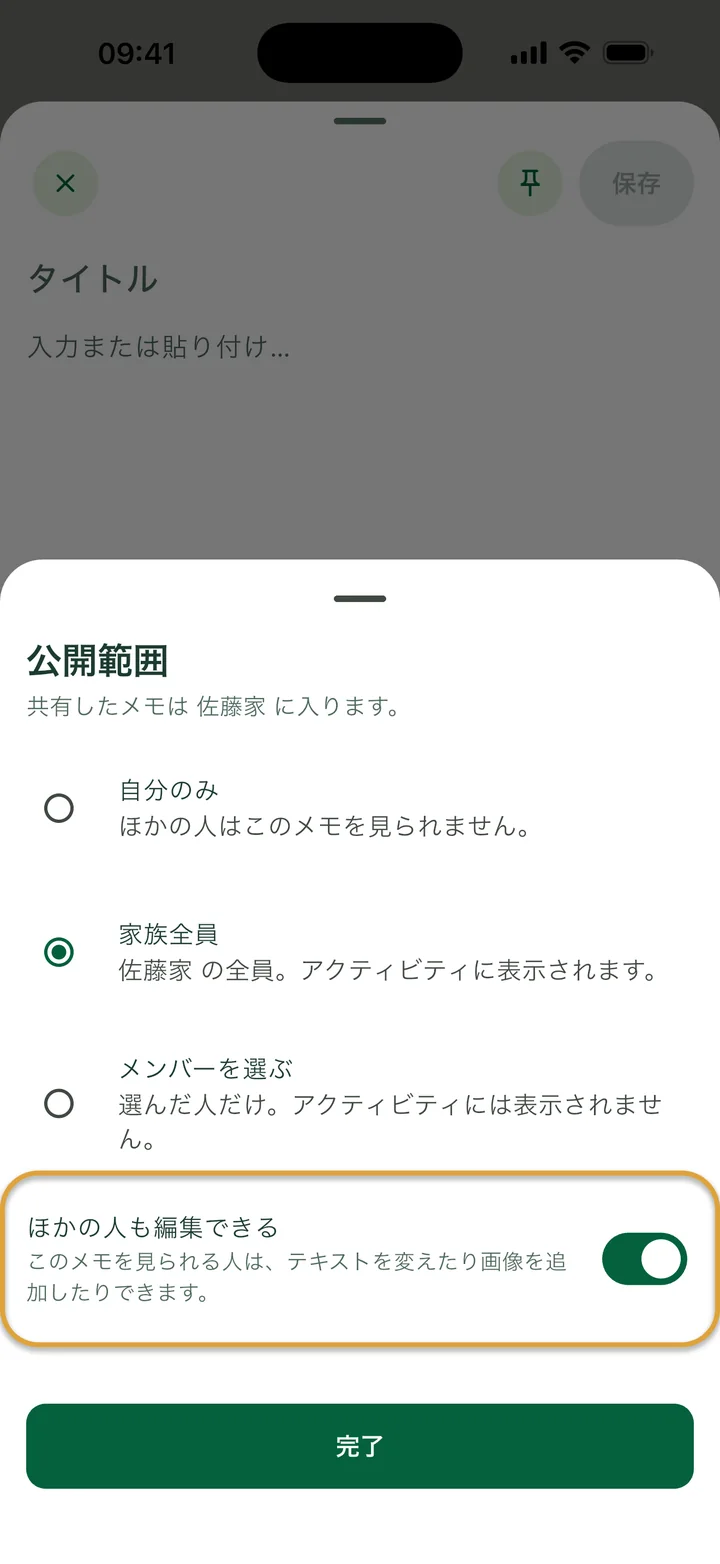 09:41
保存
タイトル
入力または貼り付け...
公開範囲
共有したメモは 佐藤家 に入ります。
自分のみ
ほかの人はこのメモを見られません。
家族全員
佐藤家 の全員。アクティビティに表示されます。
メンバーを選ぶ
選んだ人だけ。アクティビティには表示されませ
ん。
ほかの人も編集できる
このメモを見られる人は、テキストを変えたり画像を追
加したりできます。
完了